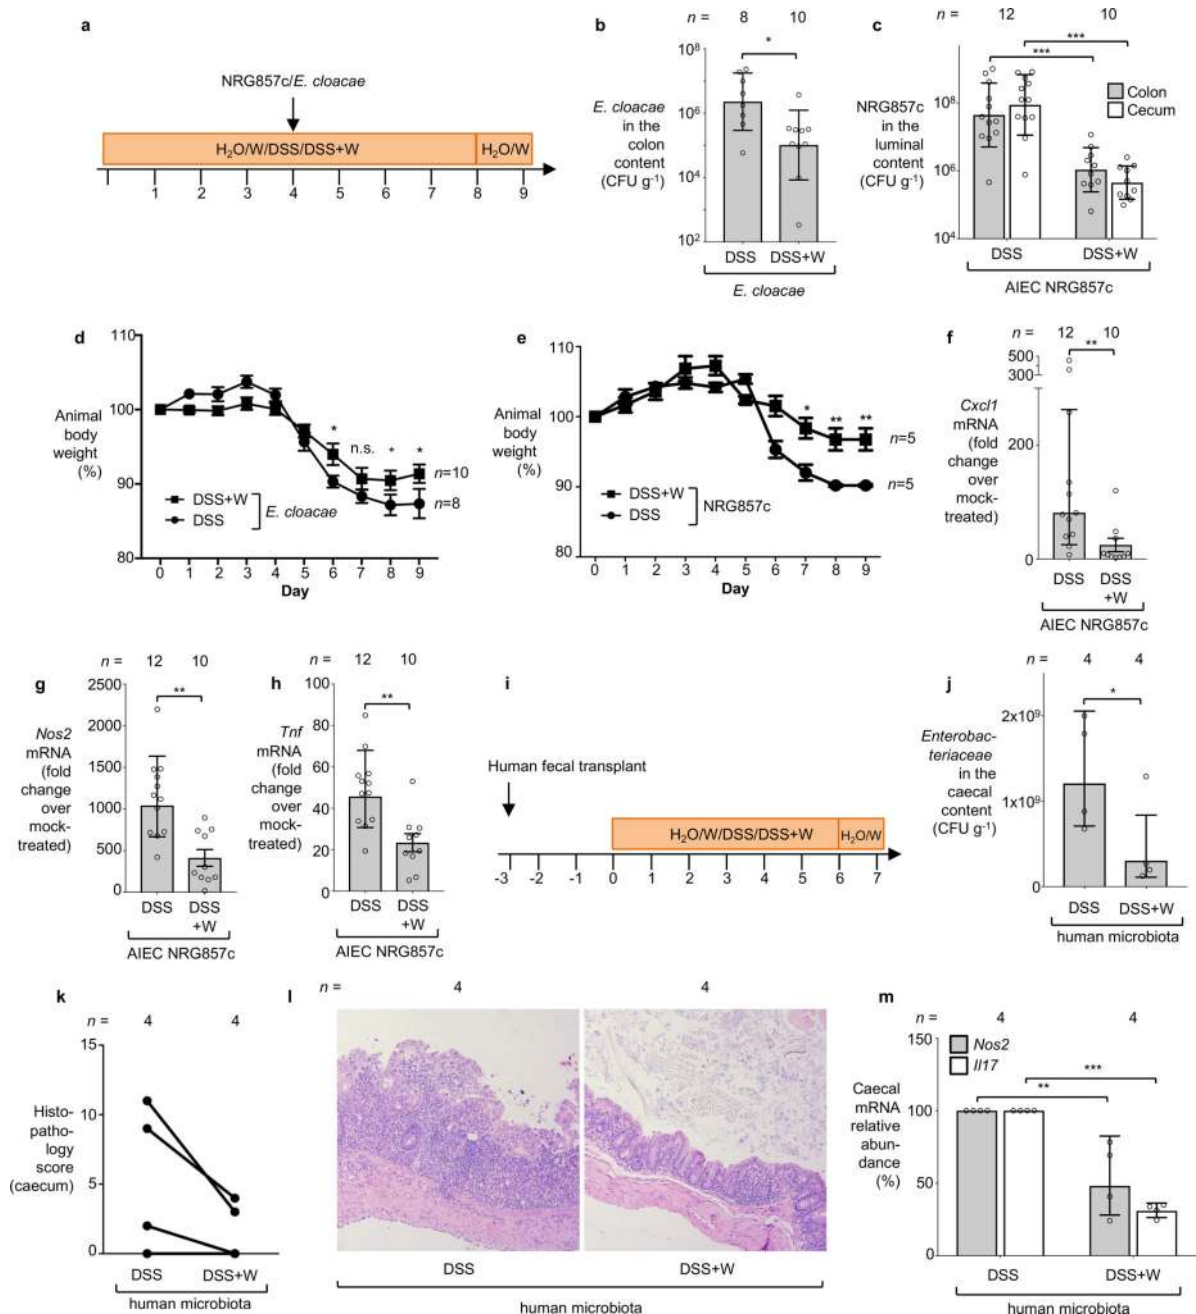 a
NRG857c/E. cloacae
H₂O/W/DSS/DSS+W
H₂O/W
1 2 3 4 5 6 7 8 9
b
n = 8 10
*
10⁸
10⁶
10⁴
10²
E. cloacae
in the
colon
content
(CFU g⁻¹)
DSS DSS+W
E. cloacae
c
n = 12 10
***
***
Colon
Cecum
10⁸
10⁶
10⁴
NRG857c
in the
luminal
content
(CFU g⁻¹)
DSS DSS+W
AIEC NRG857c
d
110
100
90
80
Animal
body
weight
(%)
* n.s. * *
n=10
n=8
DSS+W
DSS
E. cloacae
0 1 2 3 4 5 6 7 8 9
Day
e
110
100
90
80
Animal
body
weight
(%)
* ** **
n=5
n=5
DSS+W
DSS
NRG857c
0 1 2 3 4 5 6 7 8 9
Day
f
n = 12 10
**
500
300
200
0
Cxcl1
mRNA
(fold
change
over
mock-
treated)
DSS DSS
+W
AIEC NRG857c
g
n = 12 10
**
2500
2000
1500
1000
500
0
Nos2
mRNA
(fold
change
over
mock-
treated)
DSS DSS
+W
AIEC NRG857c
h
n = 12 10
**
100
80
60
40
20
0
Tnf
mRNA
(fold
change
over
mock-
treated)
DSS DSS
+W
AIEC NRG857c
i
Human fecal transplant
H₂O/W/DSS/DSS+W
H₂O/W
-3 -2 -1 0 1 2 3 4 5 6 7
j
n = 4 4
*
2x10⁹
1x10⁹
0
Enterobac-
teriaceae
in the
caecal
content
(CFU g⁻¹)
DSS DSS+W
human microbiota
k
n = 4 4
15
10
5
0
Histo-
patho-
logy
score
(caecum)
DSS DSS+W
human microbiota
l
n = 4 4
DSS DSS+W
human microbiota
m
n = 4 4
Nos2
Il17
** ***
150
100
50
0
Caecal
mRNA
relative
abun-
dance
(%)
DSS DSS+W
human microbiota